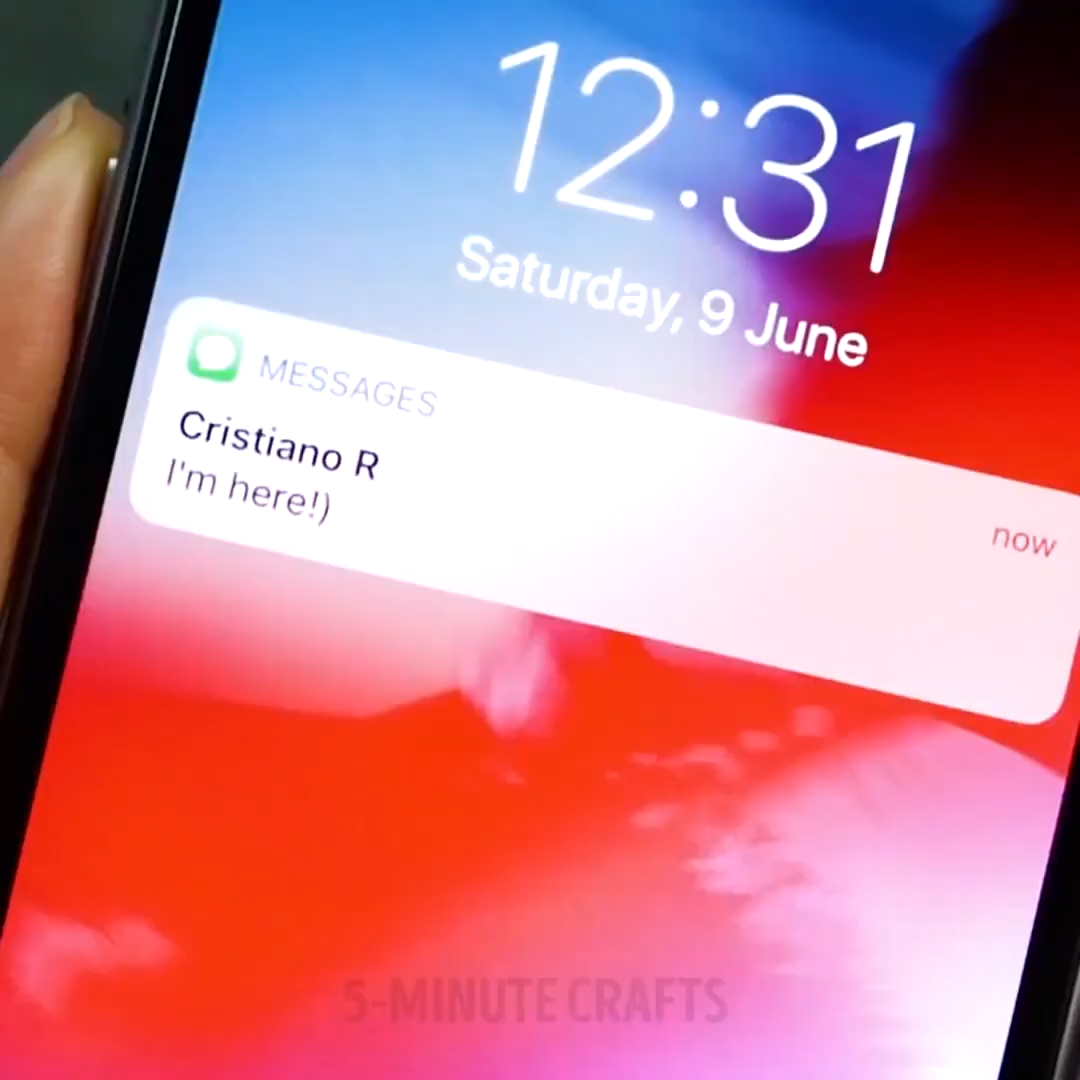 12:31
Saturday, 9 June
MESSAGES
Cristiano R
now
I'm here!)
5-MINUTE CRAFTS